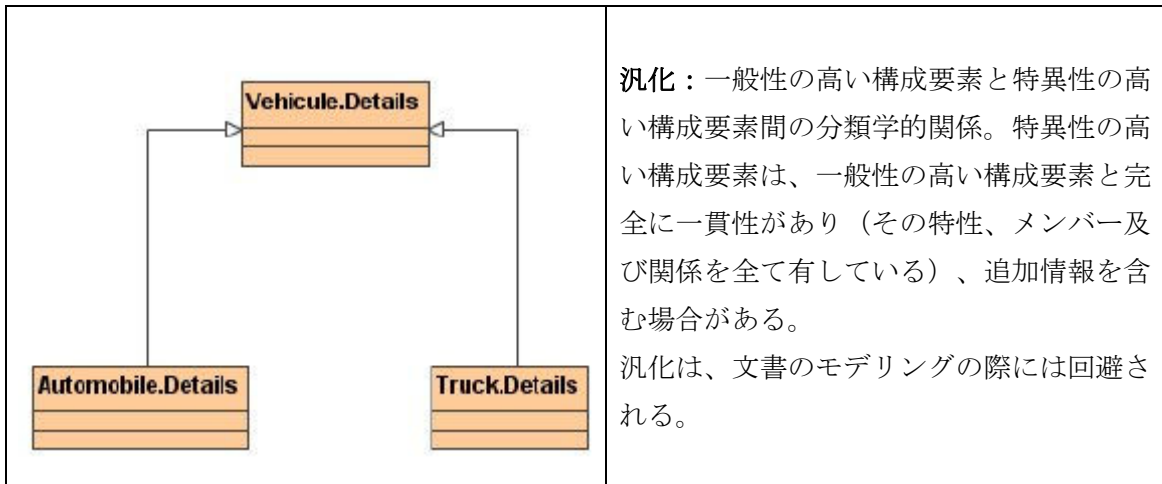 Vehicule.Details
Automobile.Details
Truck.Details
汎化：一般性の高い構成要素と特異性の高
い構成要素間の分類学的関係。特異性の高
い構成要素は、一般性の高い構成要素と完
全に一貫性があり（その特性、メンバー及
び関係を全て有している）、追加情報を含
む場合がある。
汎化は、文書のモデリングの際には回避さ
れる。